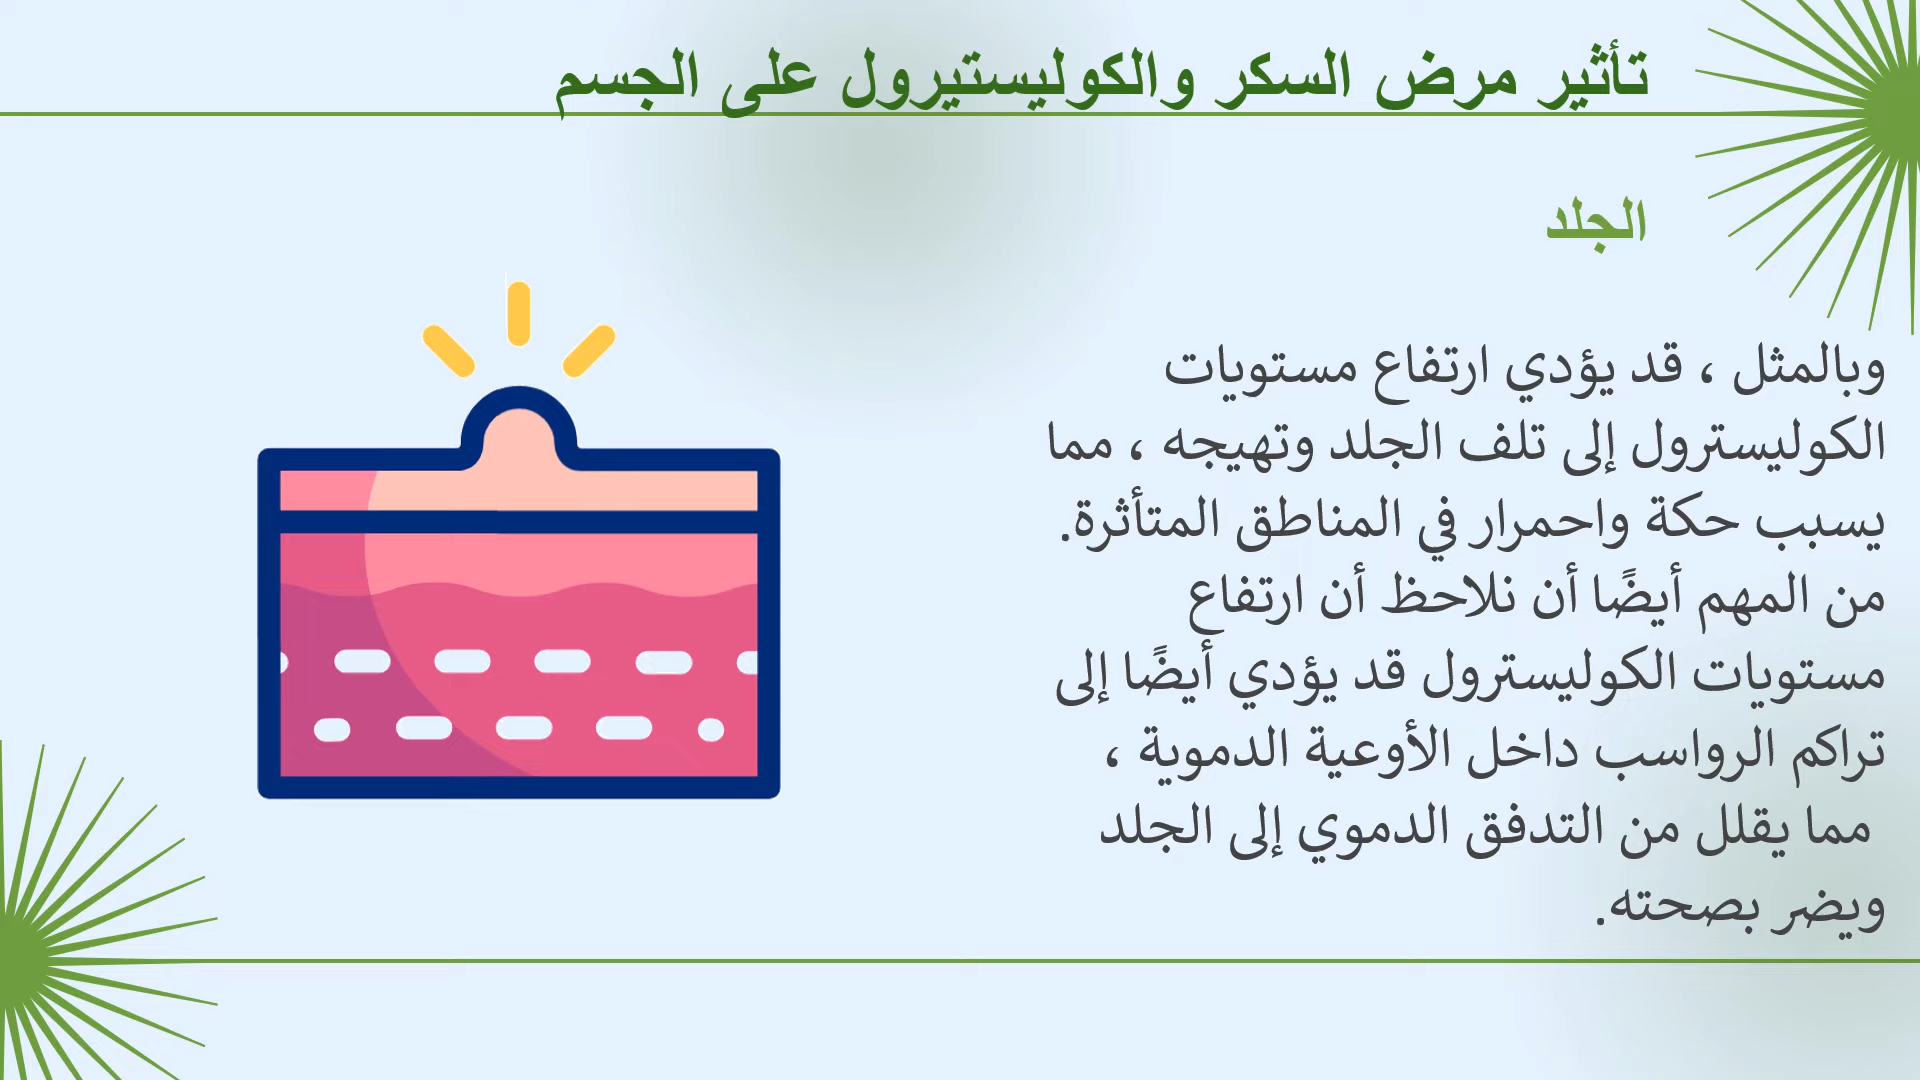 تأثير مرض السكر والكوليستيرول على الجسم
الجلد
وبالمثل ، قد يؤدي ارتفاع مستويات
الكوليسترول إلى تلف الجلد وتهيجه ، مما
يسبب حكة واحمرار في المناطق المتأثرة.
من المهم أيضًا أن نلاحظ أن ارتفاع
مستويات الكوليسترول قد يؤدي أيضًا إلى
تراكم الرواسب داخل الأوعية الدموية ،
مما يقلل من التدفق الدموي إلى الجلد
ويضر بصحته.